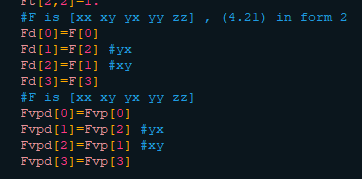 Ft[2,2]=1.
#F is [xx xy yx yy zz] , (4.21) in form 2
Fd[0]=F[0]
Fd[1]=F[2] #yx
Fd[2]=F[1] #xy
Fd[3]=F[3]
#F is [xx xy yx yy zz]
Fvpd[0]=Fvp[0]
Fvpd[1]=Fvp[2] #yx
Fvpd[2]=Fvp[1] #xy
Fvpd[3]=Fvp[3]